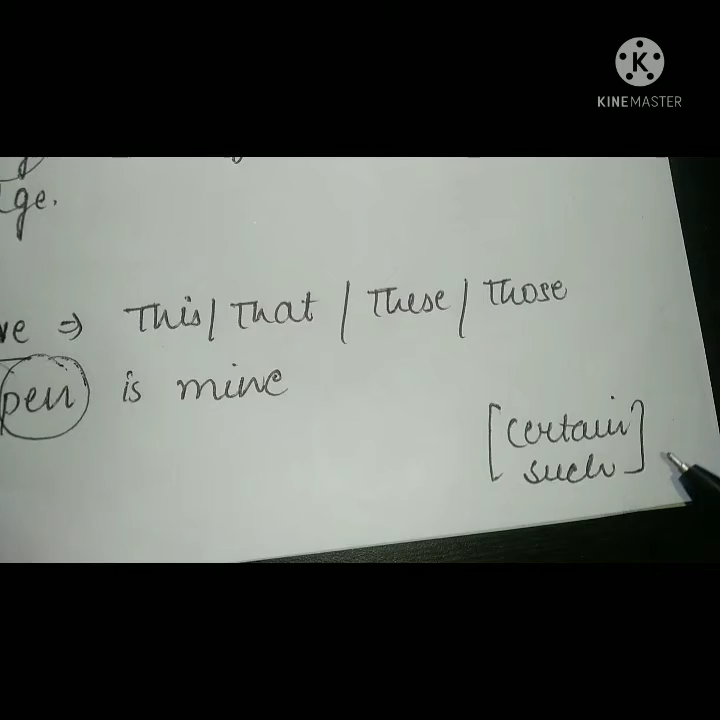 K
KINEMASTER
ge.
ve ⇒ This / That / These / Those
pen is mine
[certain
such]